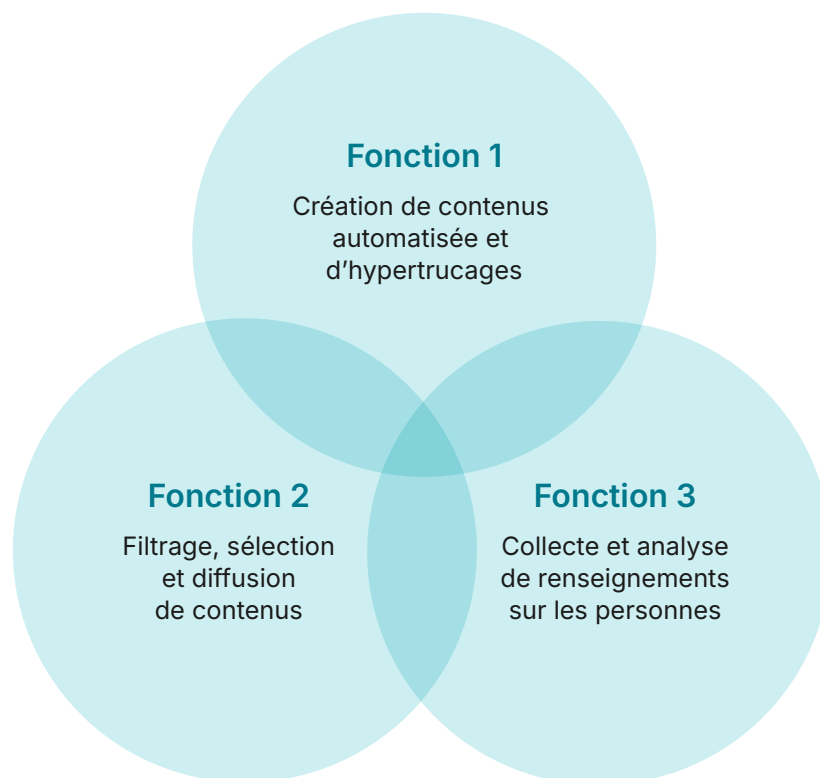 Fonction 1
Création de contenus
automatisée et
d’hypertrucages
Fonction 2
Filtrage, sélection
et diffusion
de contenus
Fonction 3
Collecte et analyse
de renseignements
sur les personnes